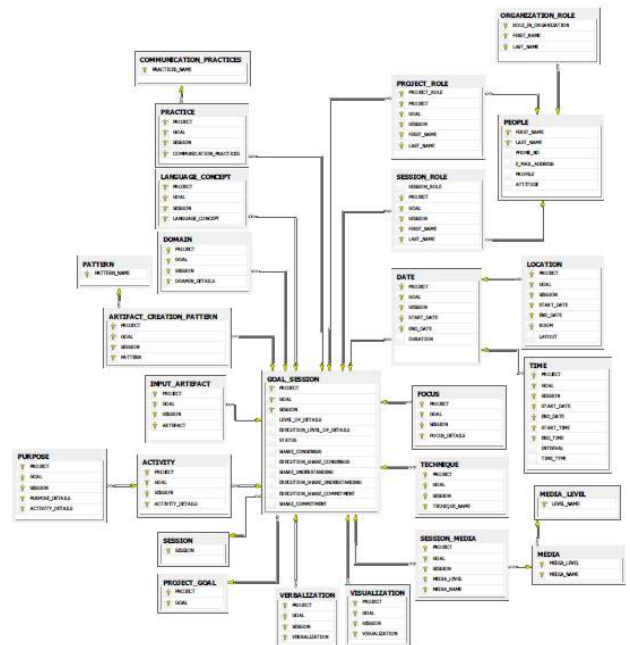 ORGANIZATION_ROLE
ROLE_IN_ORGANIZATION
FIRST_NAME
LAST_NAME
COMMUNICATION_PRACTICES
PRACTICES_NAME
PROJECT_ROLE
PROJECT_ROLE
PROJECT
GOAL
SESSION
FIRST_NAME
LAST_NAME
PEOPLE
FIRST_NAME
LAST_NAME
PHONE_NO
E_MAIL_ADDRESS
PROFILE
ATTITUDE
PRACTICE
PROJECT
GOAL
SESSION
COMMUNICATION_PRACTICES
LANGUAGE_CONCEPT
PROJECT
GOAL
SESSION
LANGUAGE_CONCEPT
SESSION_ROLE
SESSION_ROLE
PROJECT
GOAL
SESSION
FIRST_NAME
LAST_NAME
DOMAIN
PROJECT
GOAL
SESSION
DOAMIN_DETAILS
PATTERN
PATTERN_NAME
DATE
PROJECT
GOAL
SESSION
START_DATE
END_DATE
DURATION
LOCATION
PROJECT
GOAL
SESSION
START_DATE
END_DATE
ROOM
LAYOUT
ARTIFACT_CREATION_PATTERN
PROJECT
GOAL
SESSION
PATTERN
TIME
PROJECT
GOAL
SESSION
START_DATE
END_DATE
START_TIME
END_TIME
INTERVAL
TIME_TYPE
INPUT_ARTEFACT
PROJECT
GOAL
SESSION
ARTEFACT
GOAL_SESSION
PROJECT
GOAL
SESSION
LEVEL_OF_DETAILS
EXECUTION_LEVEL_OF_DETAILS
STATUS
SHARE_CONSENSUS
EXECUTION_SHARE_CONSENSUS
SHARE_UNDERSTANDING
EXECUTION_SHARE_UNDERSTANDING
EXECUTION_SHARE_COMMITMENT
SHARE_COMMITMENT
FOCUS
PROJECT
GOAL
SESSION
FOCUS_DETAILS
PURPOSE
PROJECT
GOAL
SESSION
PURPOSE_DETAILS
ACTIVITY_DETAILS
ACTIVITY
PROJECT
GOAL
SESSION
ACTIVITY_DETAILS
TECHNIQUE
PROJECT
GOAL
SESSION
TECHNIQUE_NAME
MEDIA_LEVEL
LEVEL_NAME
SESSION
SESSION
SESSION_MEDIA
PROJECT
GOAL
SESSION
MEDIA_LEVEL
MEDIA_NAME
MEDIA
MEDIA_LEVEL
MEDIA_NAME
PROJECT_GOAL
PROJECT
GOAL
VERBALIZATION
PROJECT
GOAL
SESSION
VERBALIZATION
VISUALIZATION
PROJECT
GOAL
SESSION
VISUALIZATION